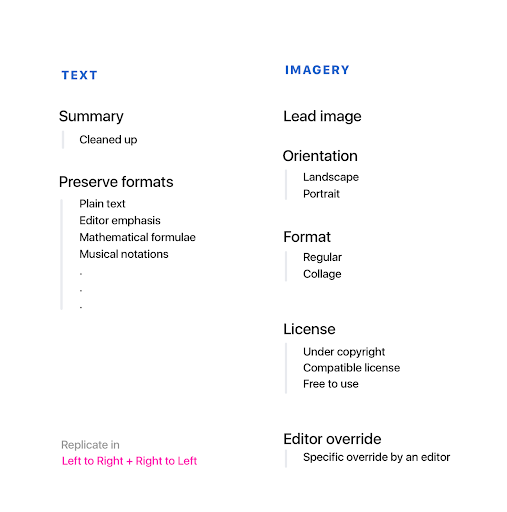 TEXT
Summary
Cleaned up
Preserve formats
Plain text
Editor emphasis
Mathematical formulae
Musical notations
.
.
.
Replicate in
Left to Right + Right to Left
IMAGERY
Lead image
Orientation
Landscape
Portrait
Format
Regular
Collage
License
Under copyright
Compatible license
Free to use
Editor override
Specific override by an editor